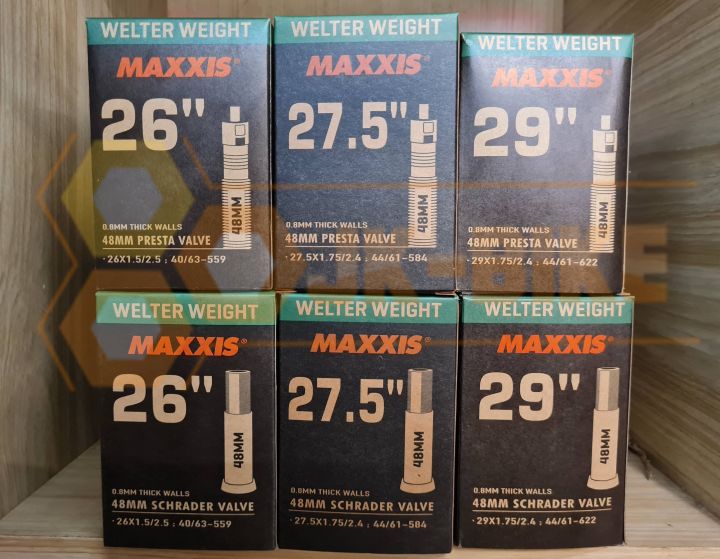 WELTER WEIGHT
MAXXIS®
26"
48MM
0.8MM THICK WALLS
48MM PRESTA VALVE
·26X1.5/2.5 ; 40/63-559
WELTER WEIGHT
MAXXIS®
27.5"
48MM
0.8MM THICK WALLS
48MM PRESTA VALVE
·27.5X1.75/2.4 ; 44/61-584
WELTER WEIGHT
MAXXIS®
29"
48MM
0.8MM THICK WALLS
48MM PRESTA VALVE
·29X1.75/2.4 ; 44/61-622
WELTER WEIGHT
MAXXIS®
26"
48MM
0.8MM THICK WALLS
48MM SCHRADER VALVE
·26X1.5/2.5 ; 40/63-559
WELTER WEIGHT
MAXXIS®
27.5"
48MM
0.8MM THICK WALLS
48MM SCHRADER VALVE
·27.5X1.75/2.4 ; 44/61-584
WELTER WEIGHT
MAXXIS®
29"
48MM
0.8MM THICK WALLS
48MM SCHRADER VALVE
·29X1.75/2.4 ; 44/61-622